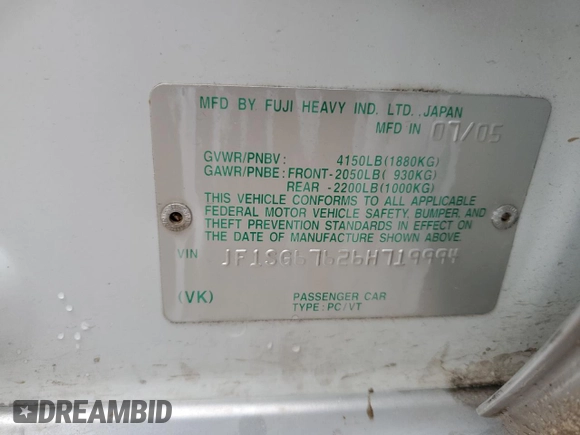 MFD BY FUJI HEAVY IND. LTD.,JAPAN
MFD IN 07/05
GVWR/PNBV: 4150LB(1880KG)
GAWR/PNBE: FRONT-2050LB( 930KG)
REAR -2200LB(1000KG)
THIS VEHICLE CONFORMS TO ALL APPLICABLE
FEDERAL MOTOR VEHICLE SAFETY, BUMPER, AND
THEFT PREVENTION STANDARDS IN EFFECT ON
THE DATE OF MANUFACTURE SHOWN ABOVE.
VIN
(VK) PASSENGER CAR
TYPE:PC/VT
DREAMBID